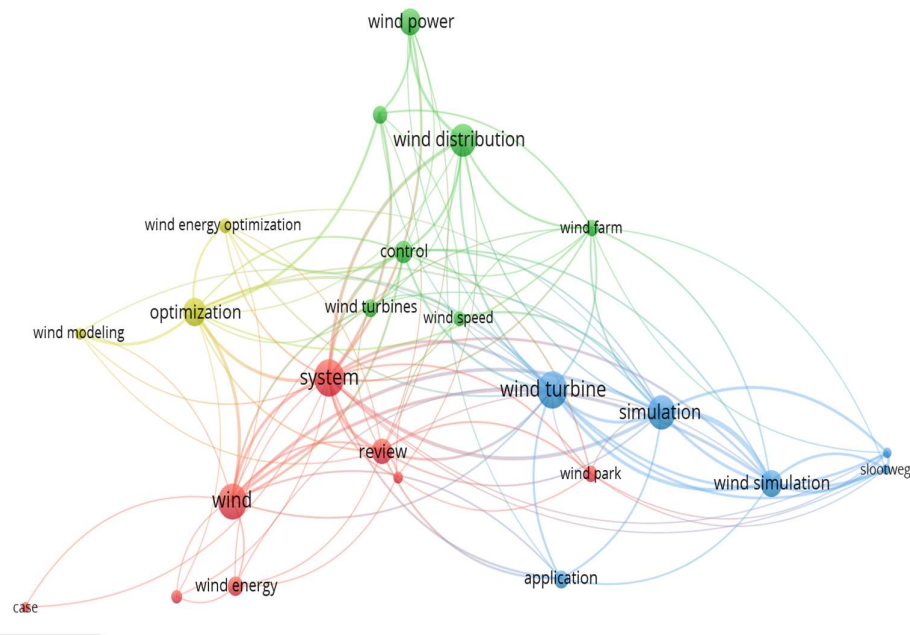 wind power
wind distribution
wind energy optimization
wind farm
control
wind turbines
optimization
wind speed
wind modeling
system
wind turbine
simulation
review
wind park
slootweg
wind simulation
wind
application
wind energy
case